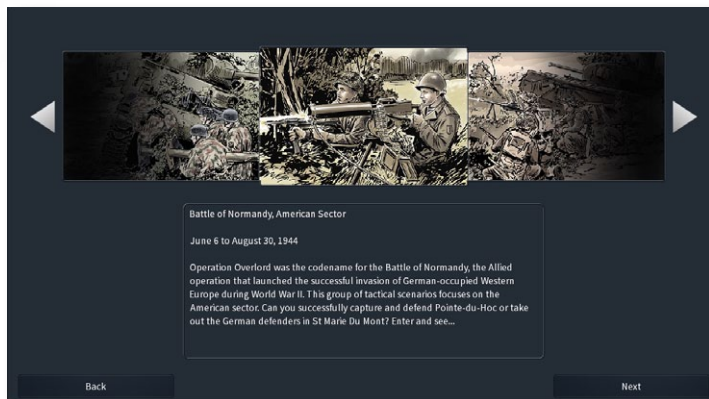 Battle of Normandy, American Sector
June 6 to August 30, 1944
Operation Overlord was the codename for the Battle of Normandy, the Allied
operation that launched the successful invasion of German-occupied Western
Europe during World War II. This group of tactical scenarios focuses on the
American sector. Can you successfully capture and defend Pointe-du-Hoc or take
out the German defenders in St Marie Du Mont? Enter and see...
Back
Next